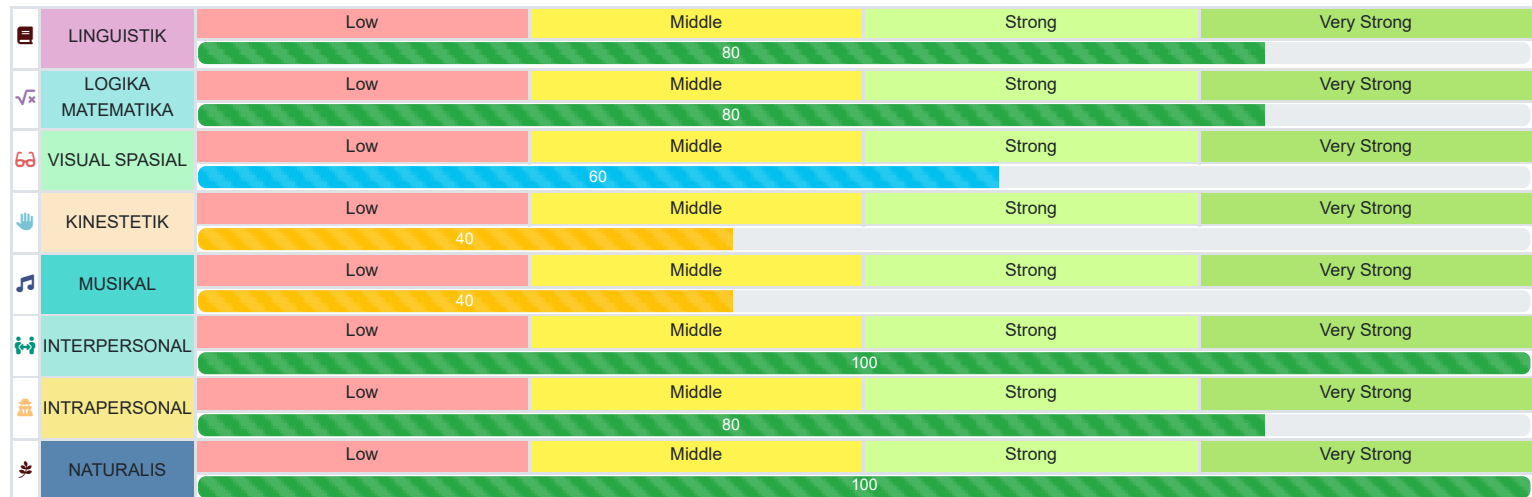 LINGUISTIK
Low Middle Strong Very Strong
80
LOGIKA
MATEMATIKA
Low Middle Strong Very Strong
80
VISUAL SPASIAL
Low Middle Strong Very Strong
60
KINESTETIK
Low Middle Strong Very Strong
40
MUSIKAL
Low Middle Strong Very Strong
40
INTERPERSONAL
Low Middle Strong Very Strong
100
INTRAPERSONAL
Low Middle Strong Very Strong
80
NATURALIS
Low Middle Strong Very Strong
100